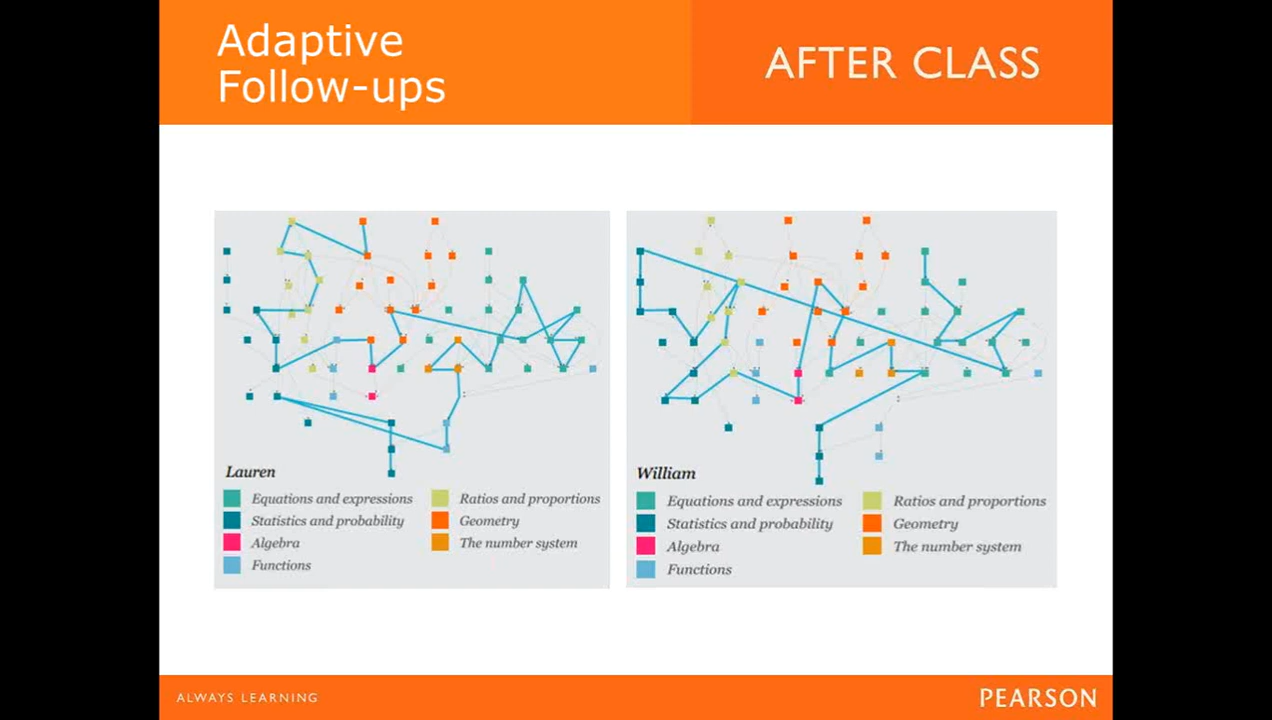 Adaptive
Follow-ups
AFTER CLASS
Lauren
Equations and expressions
Statistics and probability
Algebra
Functions
Ratios and proportions
Geometry
The number system
William
Equations and expressions
Statistics and probability
Algebra
Functions
Ratios and proportions
Geometry
The number system
ALWAYS LEARNING
PEARSON